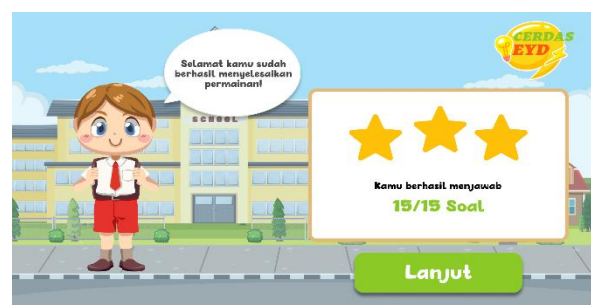 CERDAS
EYD
Selamat kamu sudah
berhasil menyelesaikan
permainan!
SCHOOL
Kamu berhasil menjawab
15/15 Soal
Lanjut